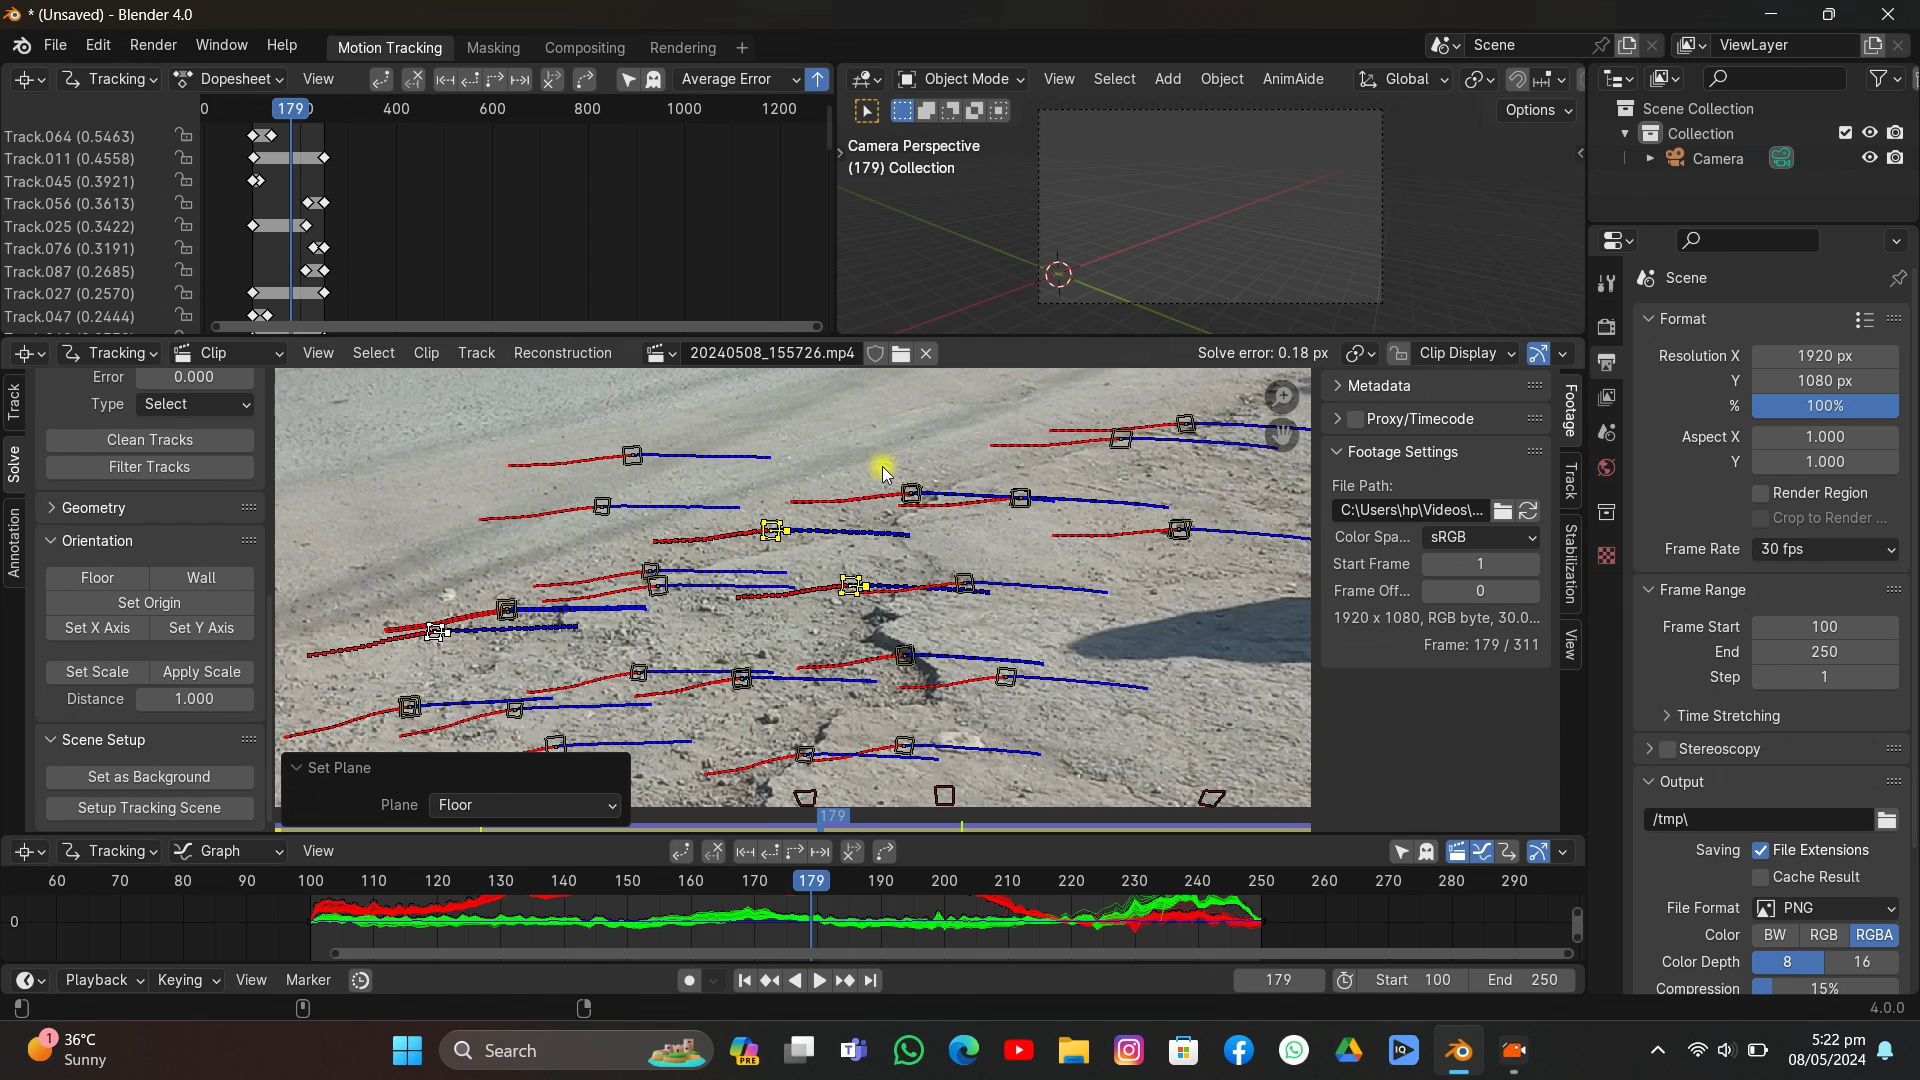 * (Unsaved) - Blender 4.0
File Edit Render Window Help Motion Tracking Masking Compositing Rendering + Scene ViewLayer
Tracking Dopesheet View Average Error
0 179 400 600 800 1000 1200
Track.064 (0.5463)
Track.011 (0.4558)
Track.045 (0.3921)
Track.056 (0.3613)
Track.025 (0.3422)
Track.076 (0.3191)
Track.087 (0.2685)
Track.027 (0.2570)
Track.047 (0.2444)
Object Mode View Select Add Object AnimAide Global
Options
Camera Perspective
(179) Collection
Scene Collection
Collection
Camera
Tracking Clip View Select Clip Track Reconstruction 20240508_155726.mp4 Solve error: 0.18 px Clip Display
Track
Solve
Annotation
Error 0.000
Type Select
Clean Tracks
Filter Tracks
Geometry
Orientation
Floor Wall
Set Origin
Set X Axis Set Y Axis
Set Scale Apply Scale
Distance 1.000
Scene Setup
Set as Background
Setup Tracking Scene
Set Plane
Plane Floor
179
Metadata
Proxy/Timecode
Footage Settings
File Path:
C:\Users\hp\Videos\...
Color Spa... sRGB
Start Frame 1
Frame Off... 0
1920 x 1080, RGB byte, 30.0...
Frame: 179 / 311
Footage
Track
Stabilization
View
Scene
Format
Resolution X 1920 px
Y 1080 px
% 100%
Aspect X 1.000
Y 1.000
Render Region
Crop to Render ...
Frame Rate 30 fps
Frame Range
Frame Start 100
End 250
Step 1
Time Stretching
Stereoscopy
Output
/tmp\
Saving File Extensions
Cache Result
File Format PNG
Color BW RGB RGBA
Color Depth 8 16
Compression 15%
Tracking Graph View
60 70 80 90 100 110 120 130 140 150 160 170 179 190 200 210 220 230 240 250 260 270 280 290
0
Playback Keying View Marker 179 Start 100 End 250
4.0.0
1 36°C
Sunny
Search
PRE
IQ
5:22 pm
08/05/2024